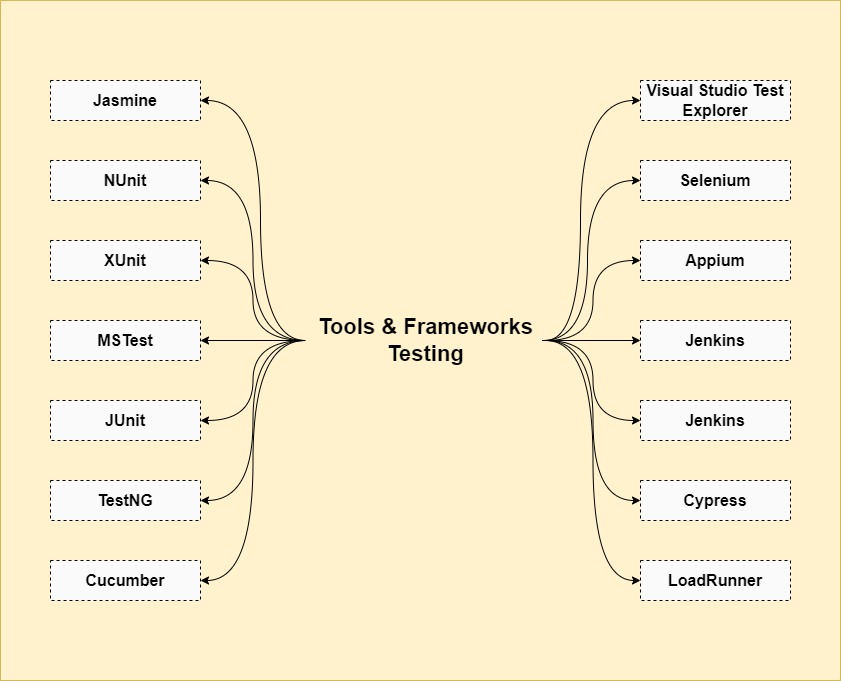 Jasmine
NUnit
XUnit
MSTest
JUnit
TestNG
Cucumber
Tools & Frameworks
Testing
Visual Studio Test
Explorer
Selenium
Appium
Jenkins
Jenkins
Cypress
LoadRunner